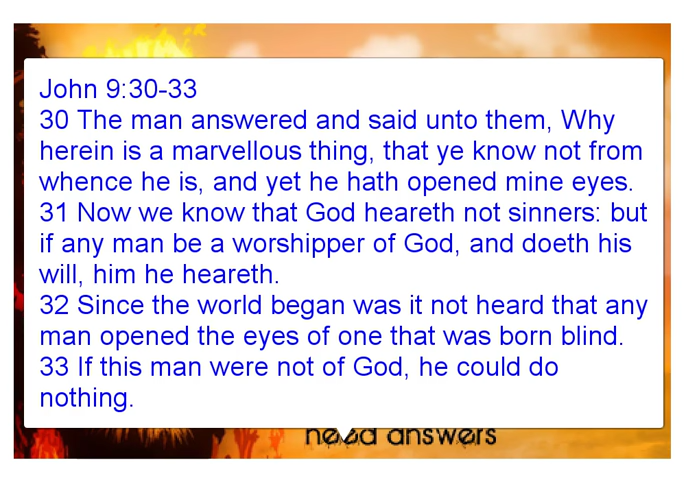 John 9:30-33
30 The man answered and said unto them, Why
herein is a marvellous thing, that ye know not from
whence he is, and yet he hath opened mine eyes.
31 Now we know that God heareth not sinners: but
if any man be a worshipper of God, and doeth his
will, him he heareth.
32 Since the world began was it not heard that any
man opened the eyes of one that was born blind.
33 If this man were not of God, he could do
nothing.
need answers